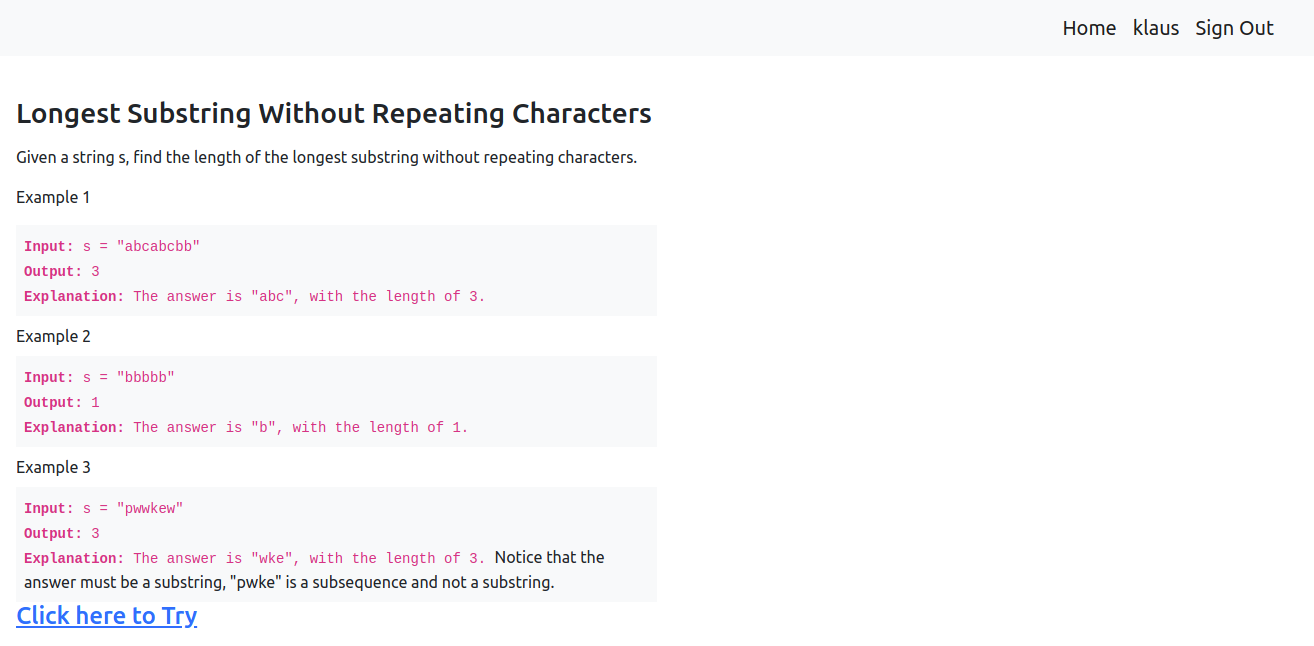 Home klaus Sign Out
Longest Substring Without Repeating Characters
Given a string s, find the length of the longest substring without repeating characters.
Example 1
Input: s = "abcabcbb"
Output: 3
Explanation: The answer is "abc", with the length of 3.
Example 2
Input: s = "bbbbb"
Output: 1
Explanation: The answer is "b", with the length of 1.
Example 3
Input: s = "pwwkew"
Output: 3
Explanation: The answer is "wke", with the length of 3. Notice that the
answer must be a substring, "pwke" is a subsequence and not a substring.
Click here to Try